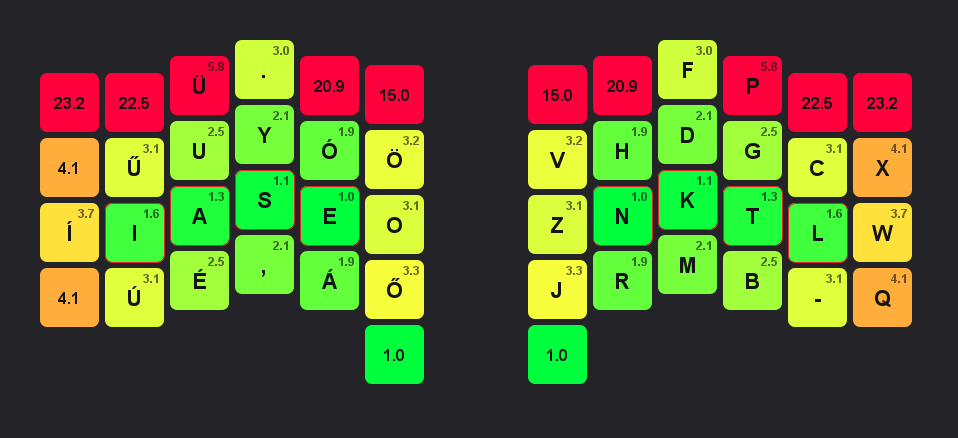 23.2 22.5 Ü 5.8 . 3.0 20.9 15.0 15.0 20.9 F 3.0 P 5.8 22.5 23.2
4.1 Ű 3.1 U 2.5 Y 2.1 Ó 1.9 Ö 3.2 V 3.2 H 1.9 D 2.1 G 2.5 C 3.1 X 4.1
Í 3.7 I 1.6 A 1.3 S 1.1 E 1.0 O 3.1 Z 3.1 N 1.0 K 1.1 T 1.3 L 1.6 W 3.7
4.1 Ú 3.1 É 2.5 , 2.1 Á 1.9 Ő 3.3 J 3.3 R 1.9 M 2.1 B 2.5 - 3.1 Q 4.1
1.0 1.0